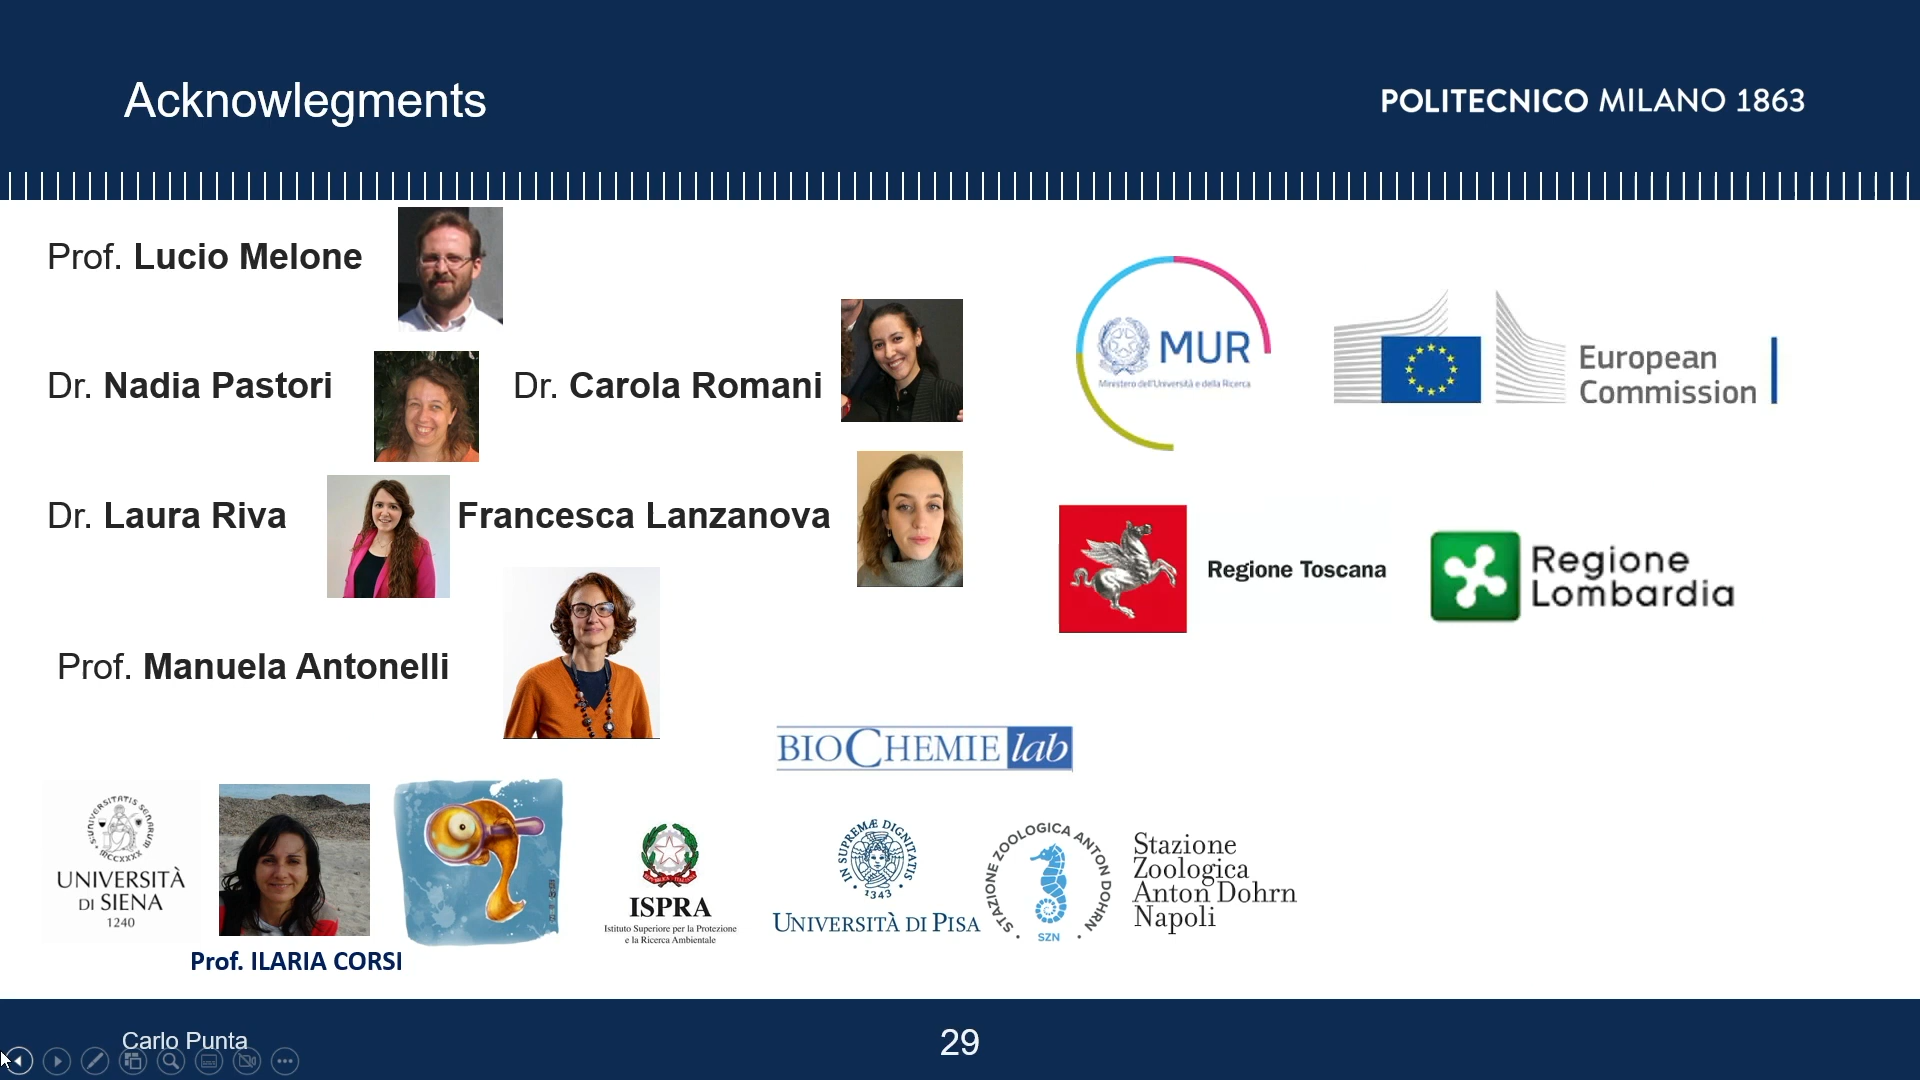 Acknowlegments
POLITECNICO MILANO 1863
Prof. Lucio Melone
Dr. Nadia Pastori
Dr. Carola Romani
Dr. Laura Riva
Francesca Lanzanova
Prof. Manuela Antonelli
MUR
Ministero dell'Università e della Ricerca
European
Commission
Regione Toscana
Regione
Lombardia
BIOCHEMIE lab
UNIVERSITÀ
DI SIENA
1240
Prof. ILARIA CORSI
ISPRA
Istituto Superiore per la Protezione
e la Ricerca Ambientale
IN SUPREMÆ DIGNITATIS
1343
UNIVERSITÀ DI PISA
STAZIONE ZOOLOGICA ANTON DOHRN
SZN
Stazione
Zoologica
Anton Dohrn
Napoli
Carlo Punta
29